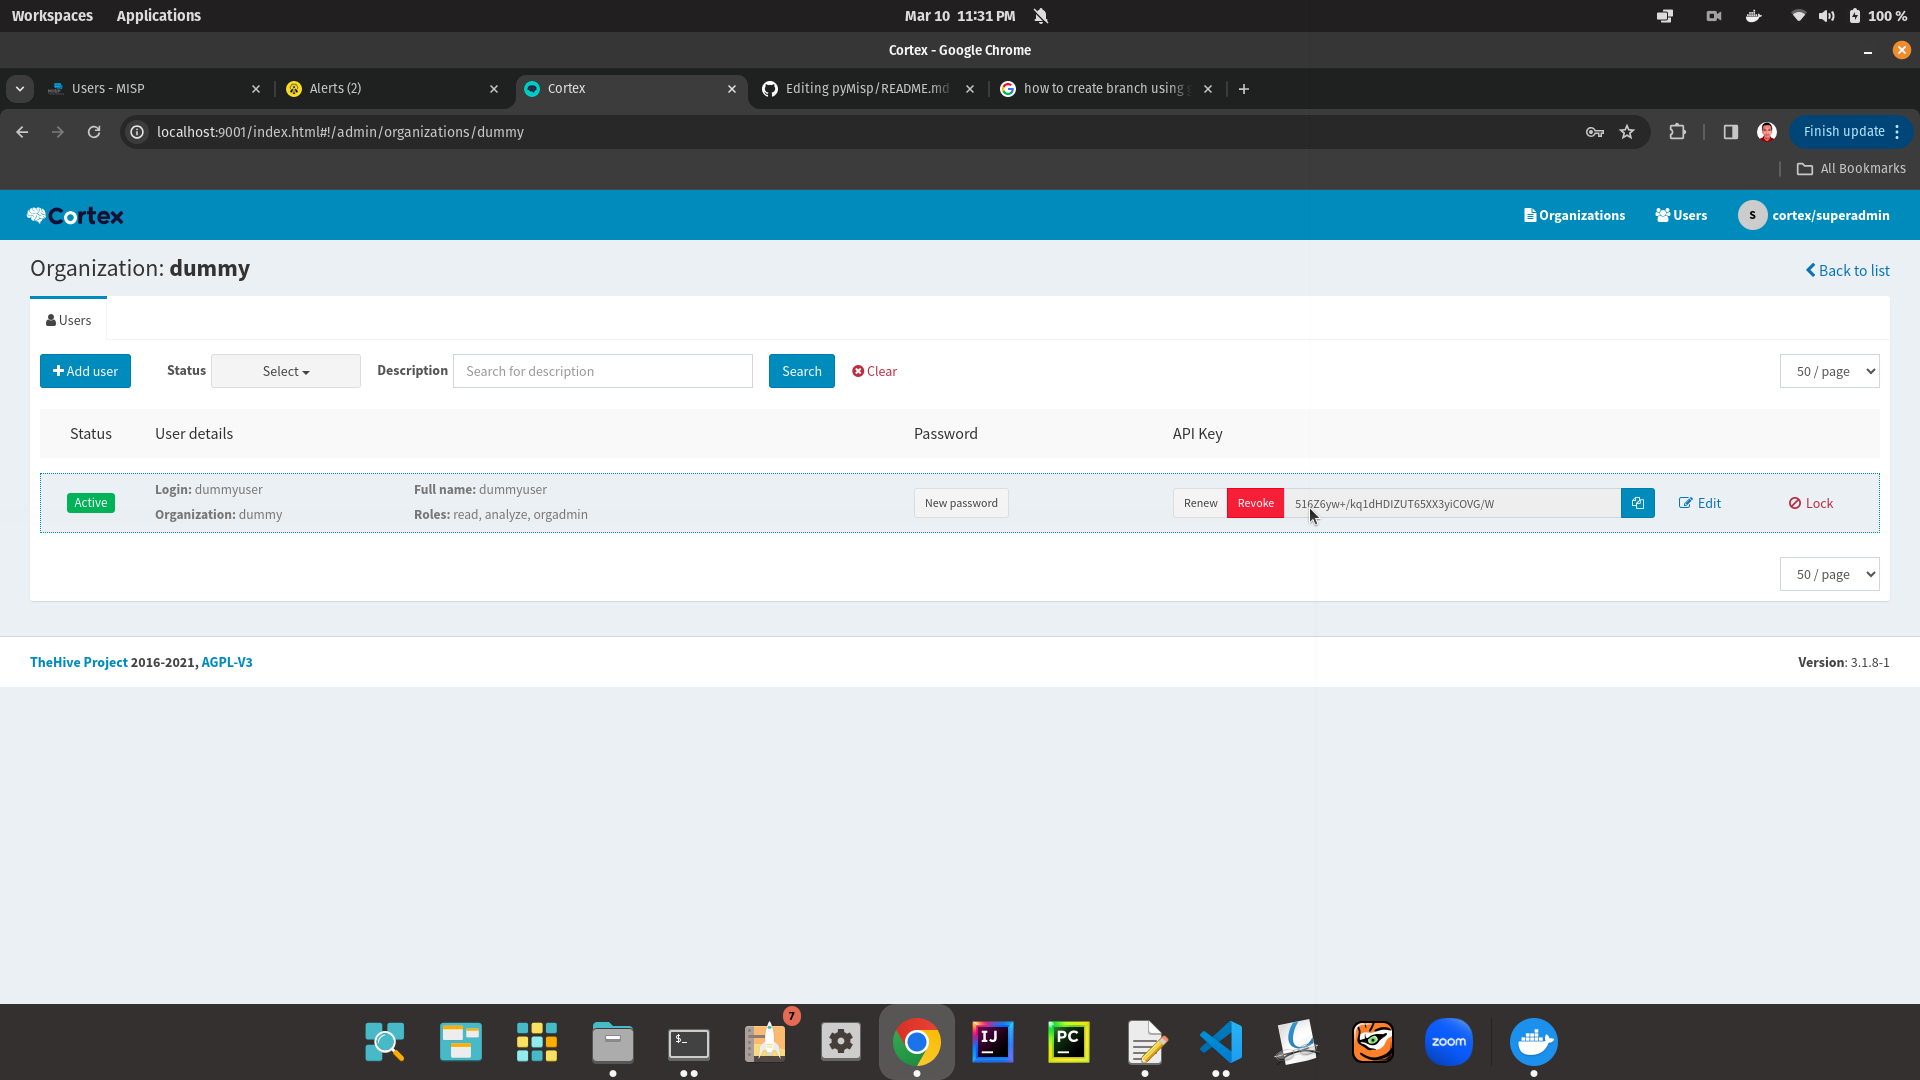 Workspaces Applications Mar 10 11:31 PM 100 %
Cortex - Google Chrome
Users - MISP Alerts (2) Cortex Editing pyMisp/README.md how to create branch using
localhost:9001/index.html#!/admin/organizations/dummy Finish update
All Bookmarks
Cortex Organizations Users S cortex/superadmin
Organization: dummy Back to list
Users
Add user Status Select Description Search for description Search Clear 50 / page
Status User details Password API Key
Login: dummyuser Full name: dummyuser
Active New password Renew Revoke 516Z6yw+/kq1dHDIZUT65XX3yiCOVG/W Edit Lock
Organization: dummy Roles: read, analyze, orgadmin
50 / page
TheHive Project 2016-2021, AGPL-V3 Version: 3.1.8-1
7
$_ IJ PC zoom